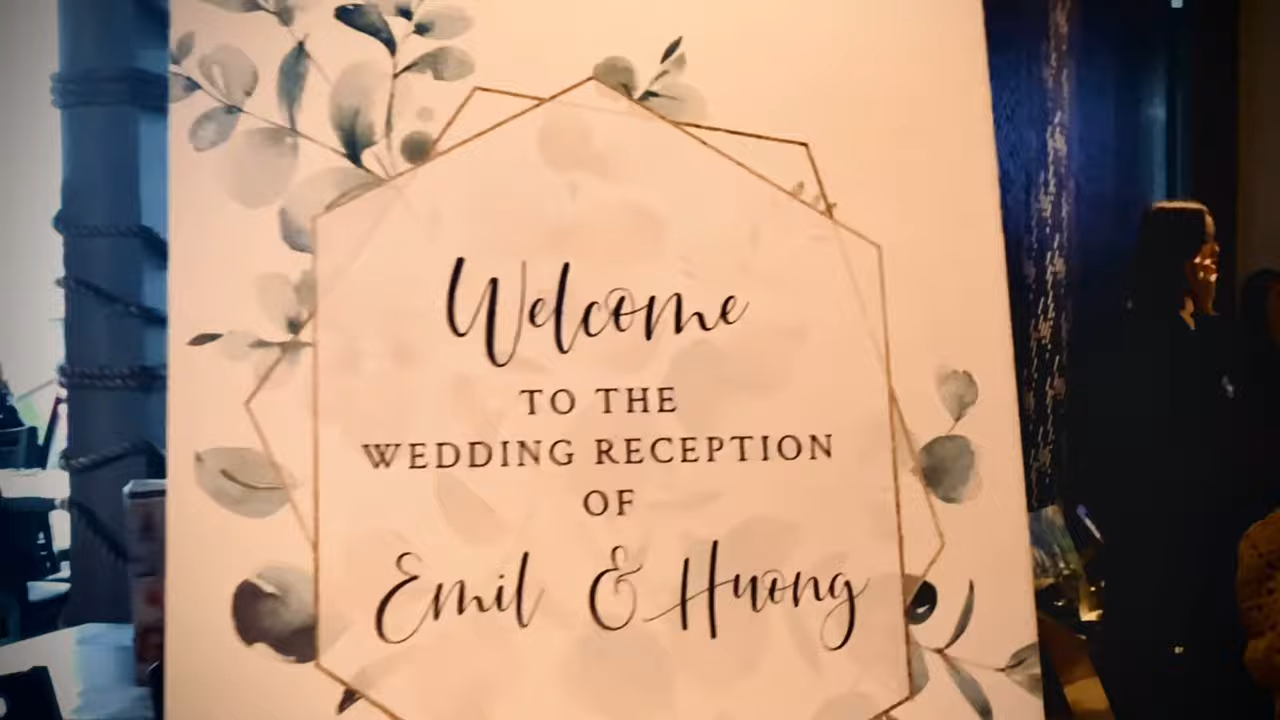 Welcome
TO THE
WEDDING RECEPTION
OF
Emil & Huong